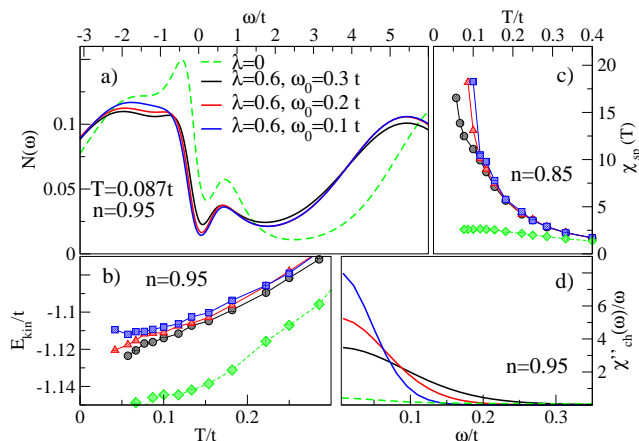 ω/t
-3 -2 -1 0 1 2 3 4 5
T/t
0 0.1 0.2 0.3 0.4
a)
λ=0
λ=0.6, ω₀=0.3 t
λ=0.6, ω₀=0.2 t
λ=0.6, ω₀=0.1 t
T=0.087t
n=0.95
N(ω)
0.1
0.05
0
c)
n=0.85
20
15
10
5
0
χsp(T)
b)
n=0.95
Ekin/t
-1.1
-1.12
-1.14
0 0.1 0.2
T/t
d)
n=0.95
6
4
2
0
χ''ch(ω)/ω
0.1 0.2 0.3
ω/t